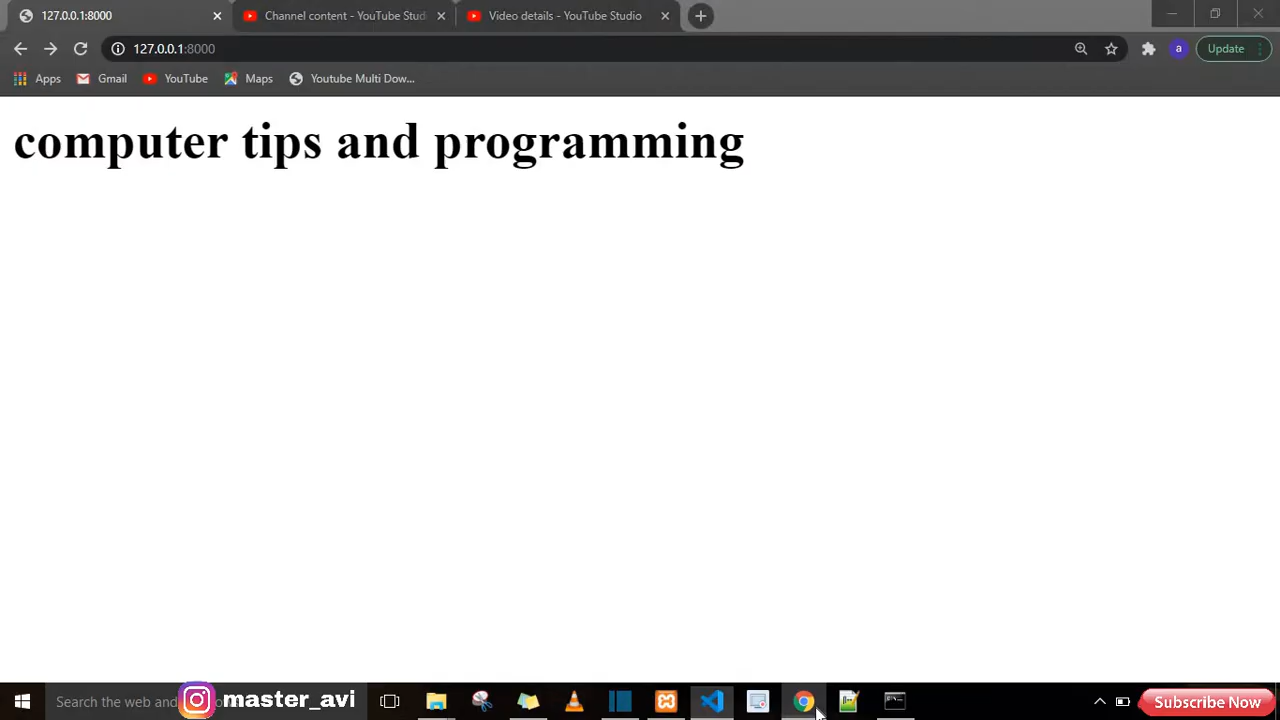 127.0.0.1:8000
Channel content - YouTube Stud
Video details - YouTube Studio
127.0.0.1:8000
a
Update
Apps
Gmail
YouTube
Maps
Youtube Multi Dow...
computer tips and programming
Search the web and
master_avi
Subscribe Now